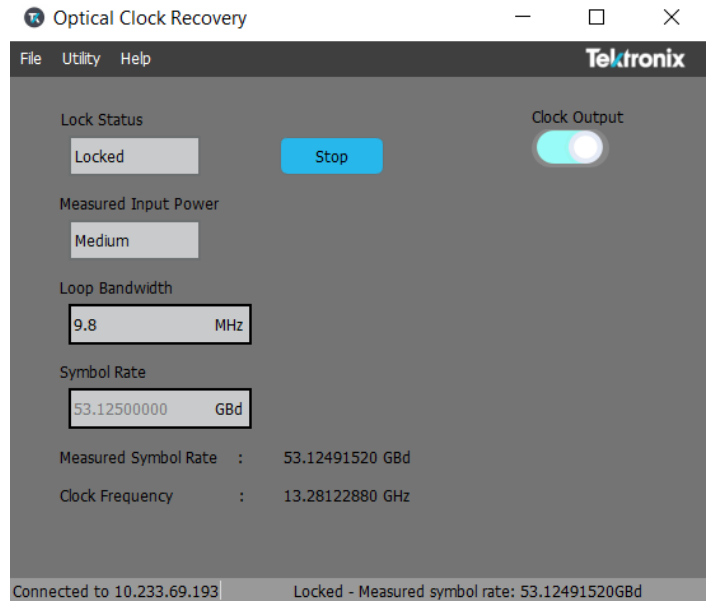 Optical Clock Recovery
File Utility Help Tektronix
Lock Status Clock Output
Locked Stop
Measured Input Power
Medium
Loop Bandwidth
9.8 MHz
Symbol Rate
53.12500000 GBd
Measured Symbol Rate : 53.12491520 GBd
Clock Frequency : 13.28122880 GHz
Connected to 10.233.69.193 Locked - Measured symbol rate: 53.12491520GBd